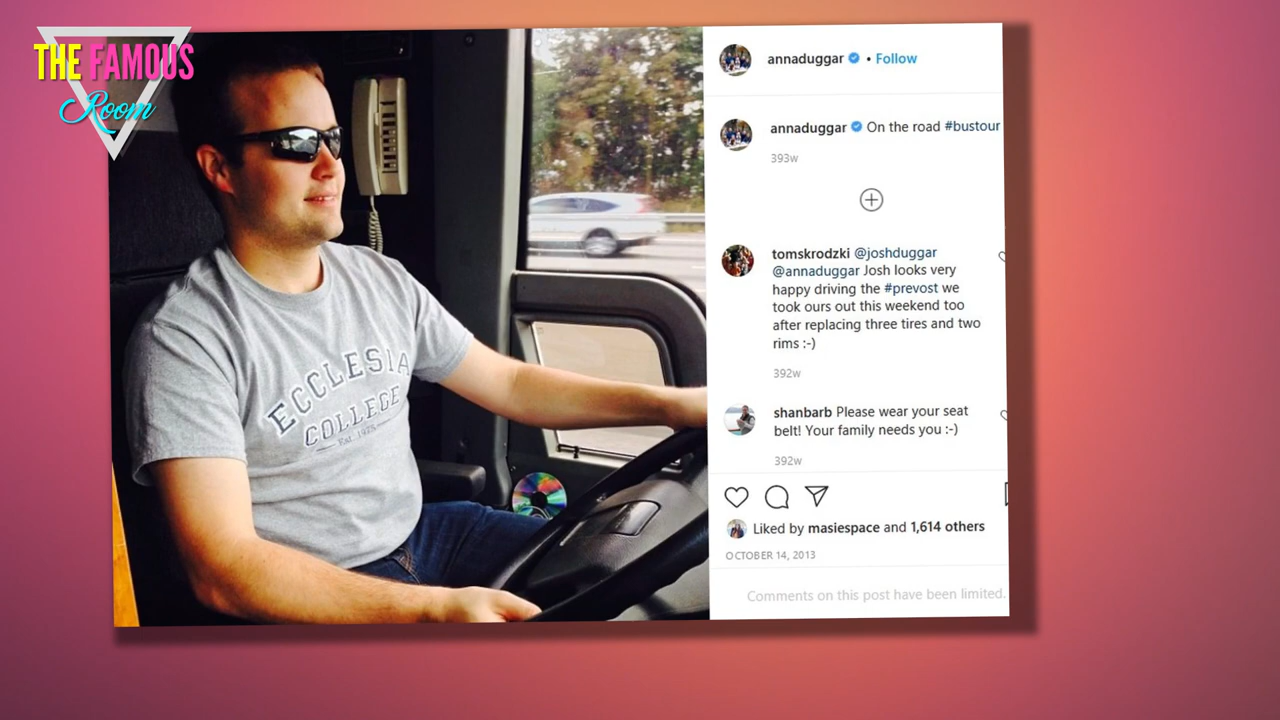 THE FAMOUS
Room
ECCLESIA
COLLEGE
Est. 1975
annaduggar • Follow
annaduggar On the road #bustour
393w
tomskrodzki @joshduggar
@annaduggar Josh looks very
happy driving the #prevost we
took ours out this weekend too
after replacing three tires and two
rims :-)
392w
shanbarb Please wear your seat
belt! Your family needs you :-)
392w
Liked by masiespace and 1,614 others
OCTOBER 14, 2013
Comments on this post have been limited.